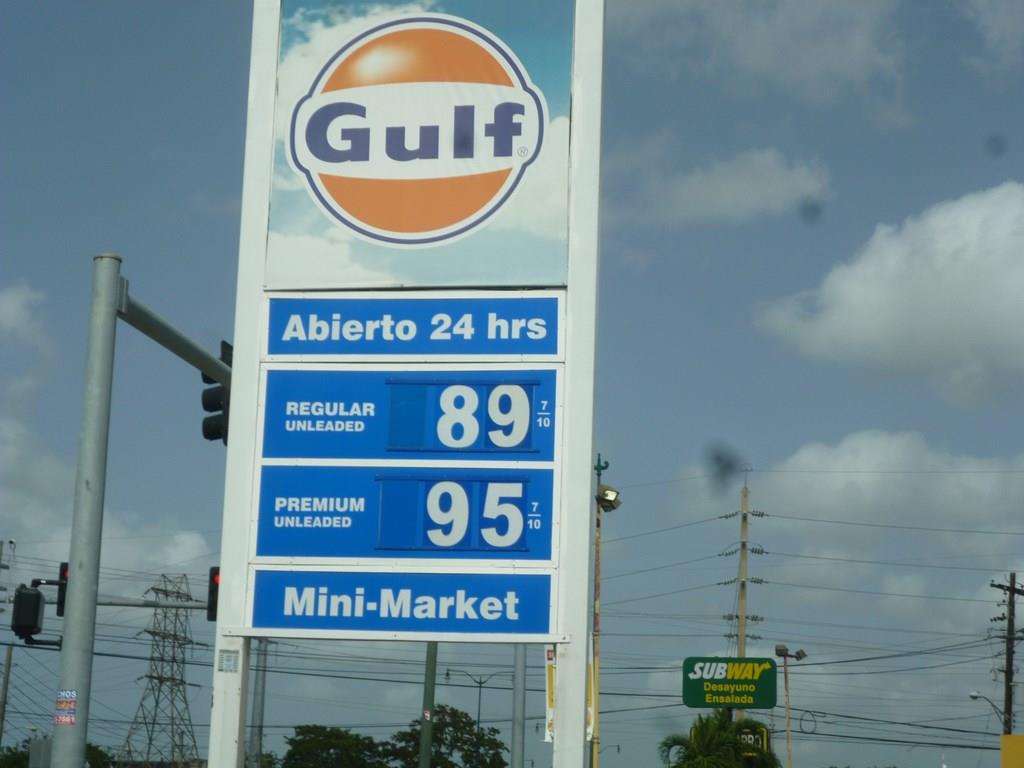 Gulf®
Abierto 24 hrs
REGULAR
UNLEADED
89 7/10
PREMIUM
UNLEADED
95 7/10
Mini-Market
SUBWAY
Desayuno
Ensalada